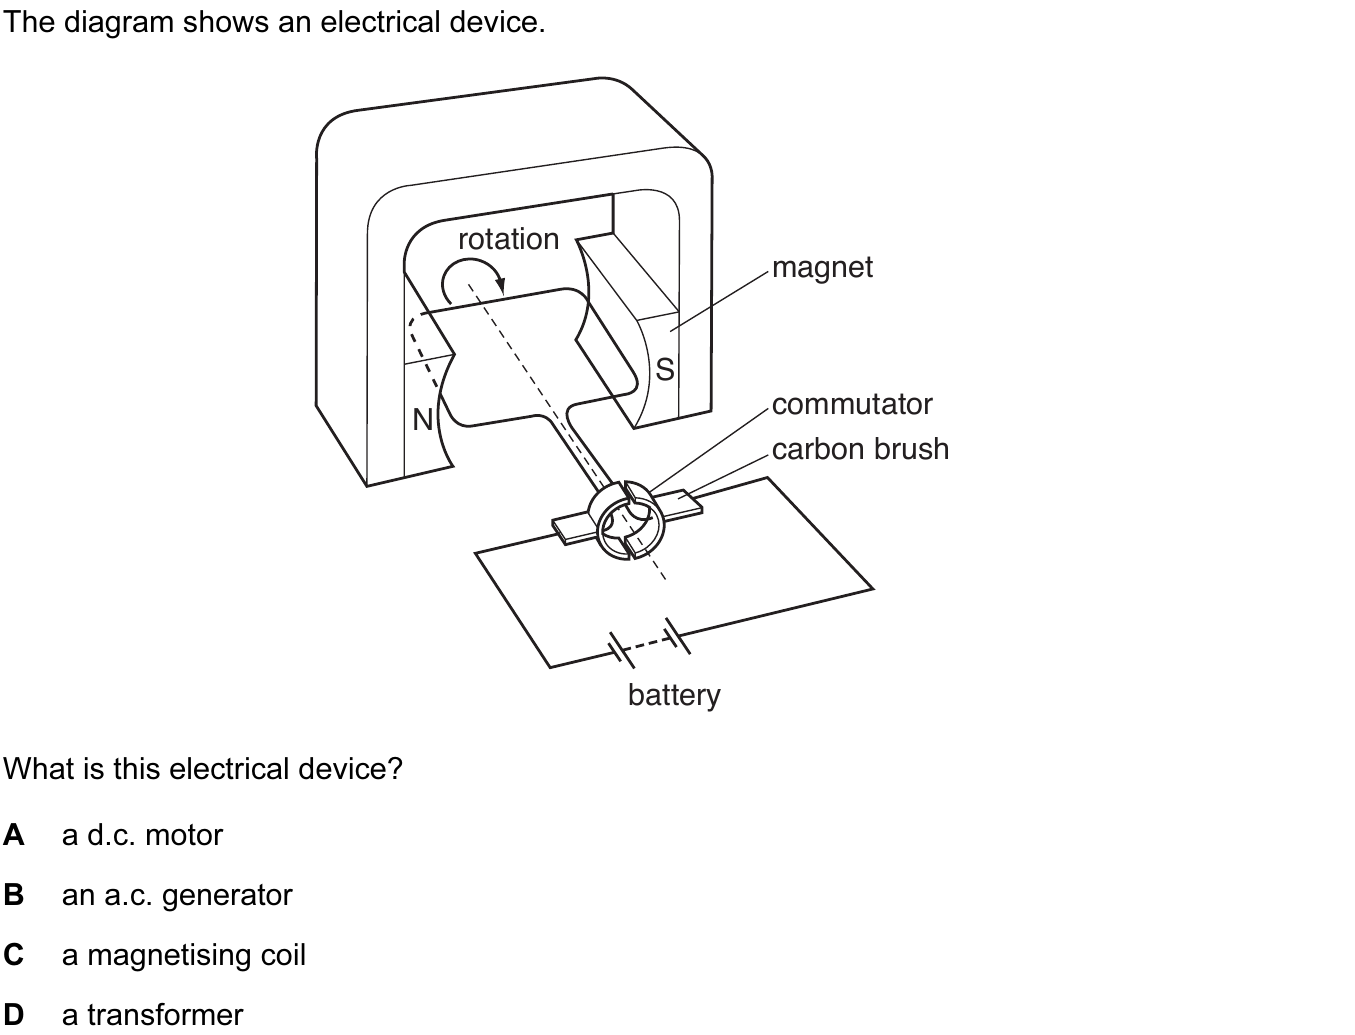 The diagram shows an electrical device.
rotation
magnet
S
commutator
N
carbon brush
battery
What is this electrical device?
A a d.c. motor
B an a.c. generator
C a magnetising coil
D a transformer